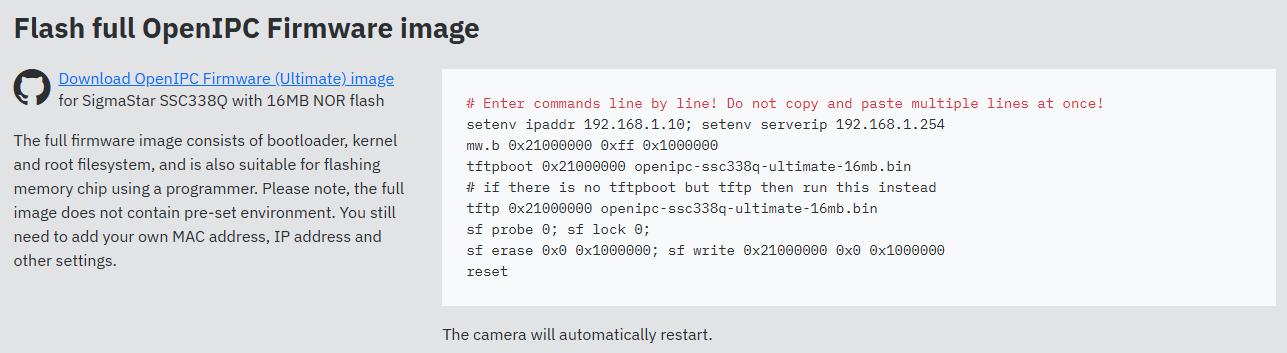 Flash full OpenIPC Firmware image
Download OpenIPC Firmware (Ultimate) image
for SigmaStar SSC338Q with 16MB NOR flash
The full firmware image consists of bootloader, kernel
and root filesystem, and is also suitable for flashing
memory chip using a programmer. Please note, the full
image does not contain pre-set environment. You still
need to add your own MAC address, IP address and
other settings.
# Enter commands line by line! Do not copy and paste multiple lines at once!
setenv ipaddr 192.168.1.10; setenv serverip 192.168.1.254
mw.b 0x21000000 0xff 0x1000000
tftpboot 0x21000000 openipc-ssc338q-ultimate-16mb.bin
# if there is no tftpboot but tftp then run this instead
tftp 0x21000000 openipc-ssc338q-ultimate-16mb.bin
sf probe 0; sf lock 0;
sf erase 0x0 0x1000000; sf write 0x21000000 0x0 0x1000000
reset
The camera will automatically restart.